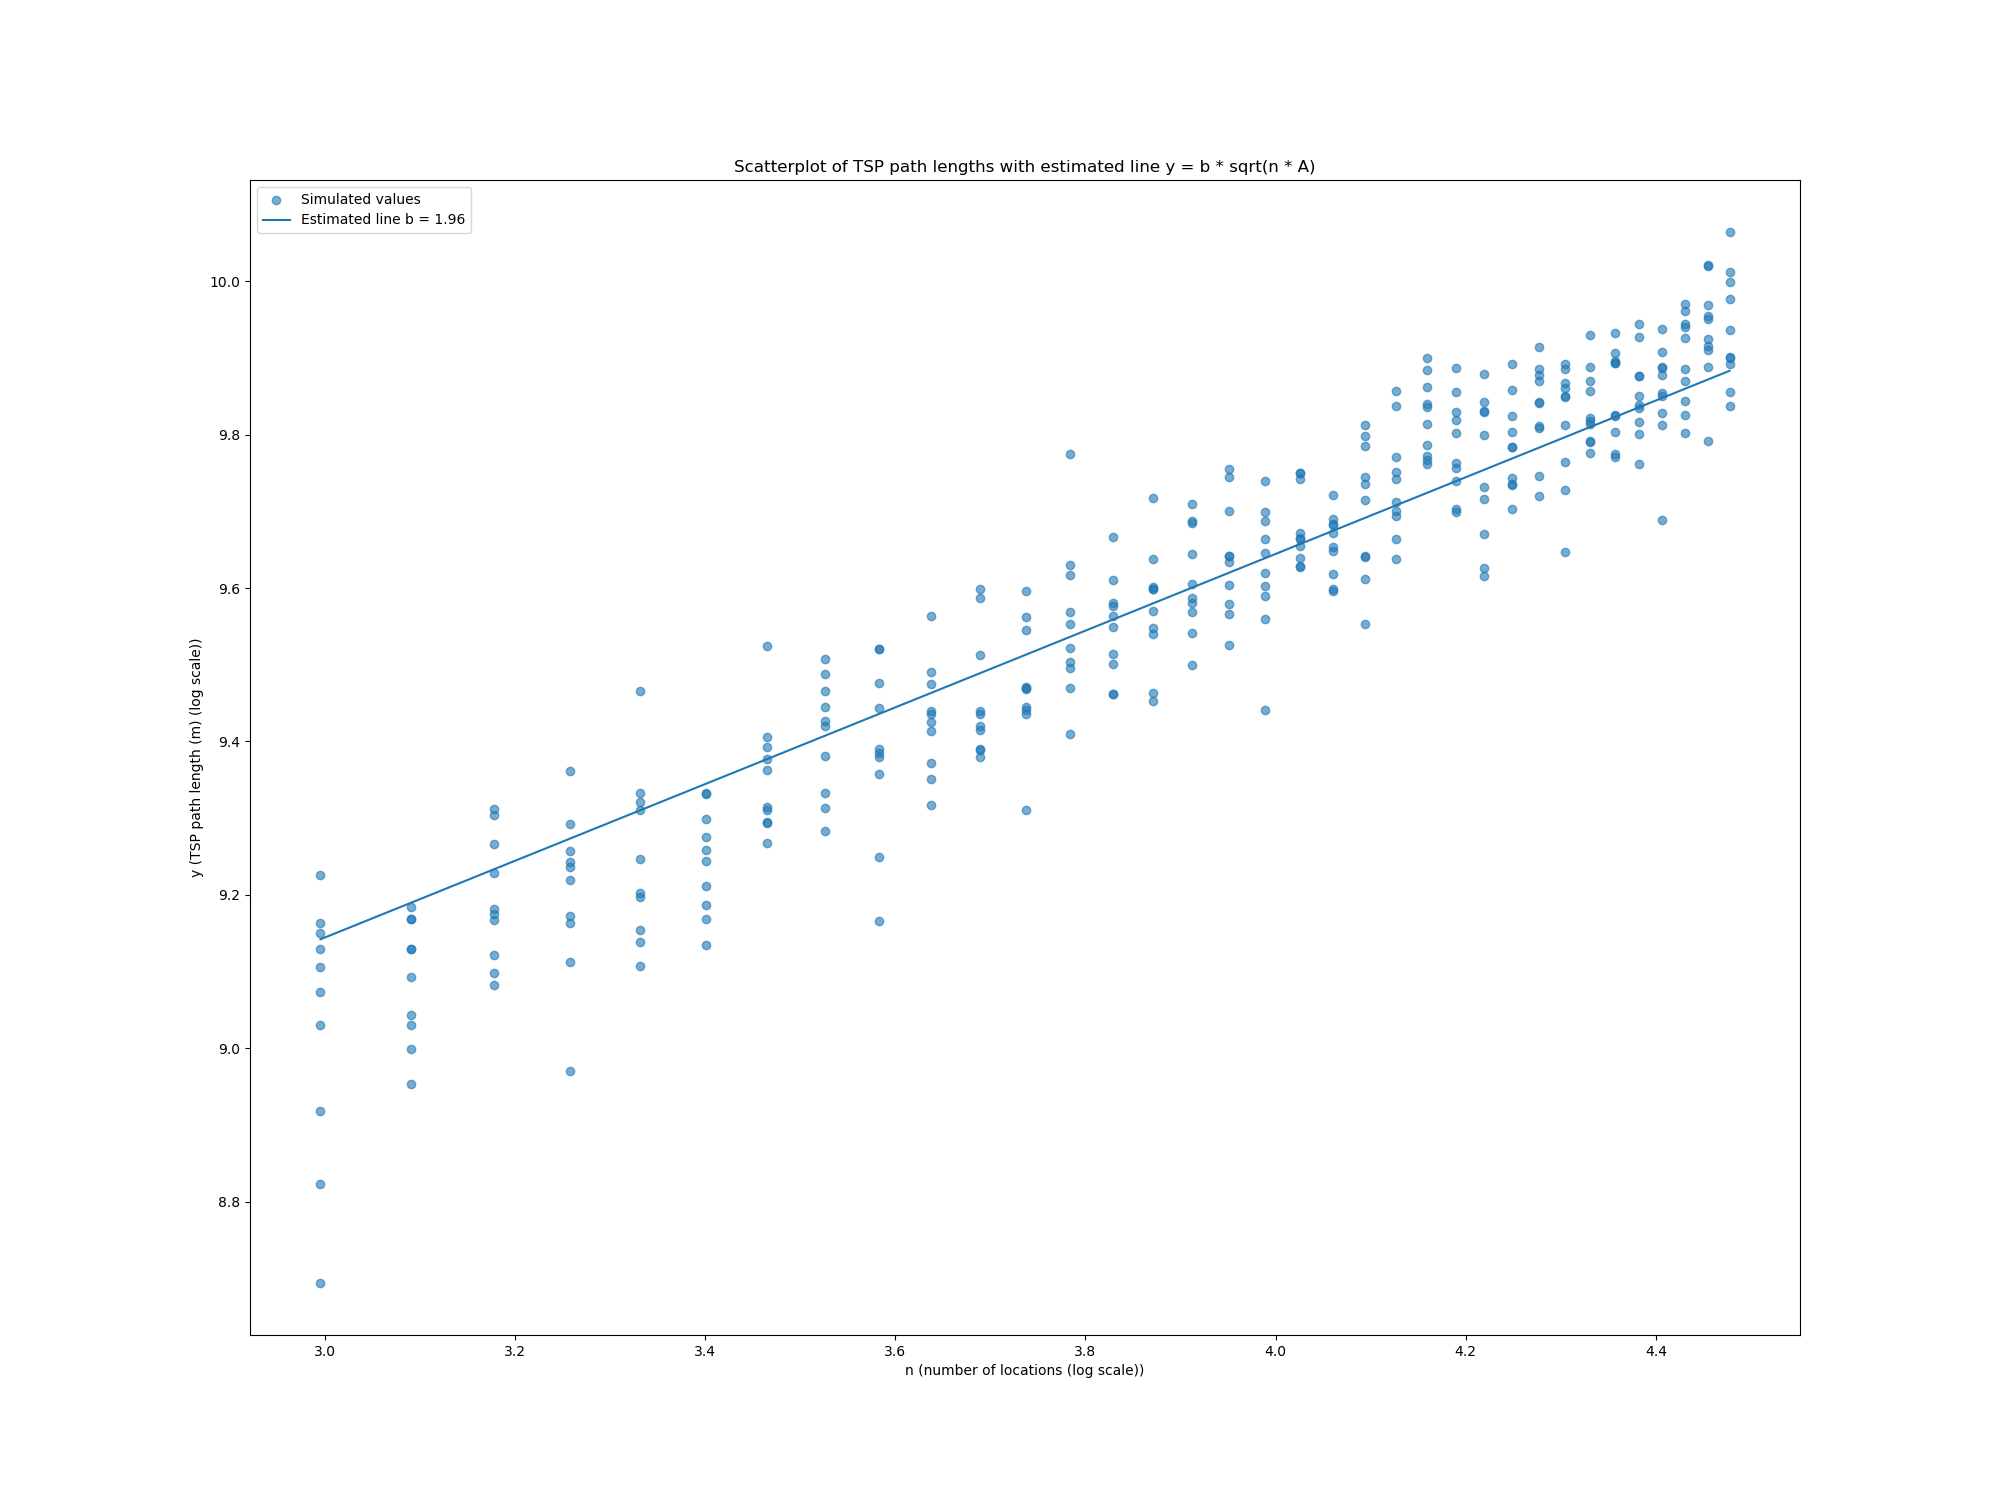 Scatterplot of TSP path lengths with estimated line y = b * sqrt(n * A)
Simulated values
Estimated line b = 1.96
10.0
9.8
9.6
9.4
9.2
9.0
8.8
y (TSP path length (m) (log scale))
3.0 3.2 3.4 3.6 3.8 4.0 4.2 4.4
n (number of locations (log scale))